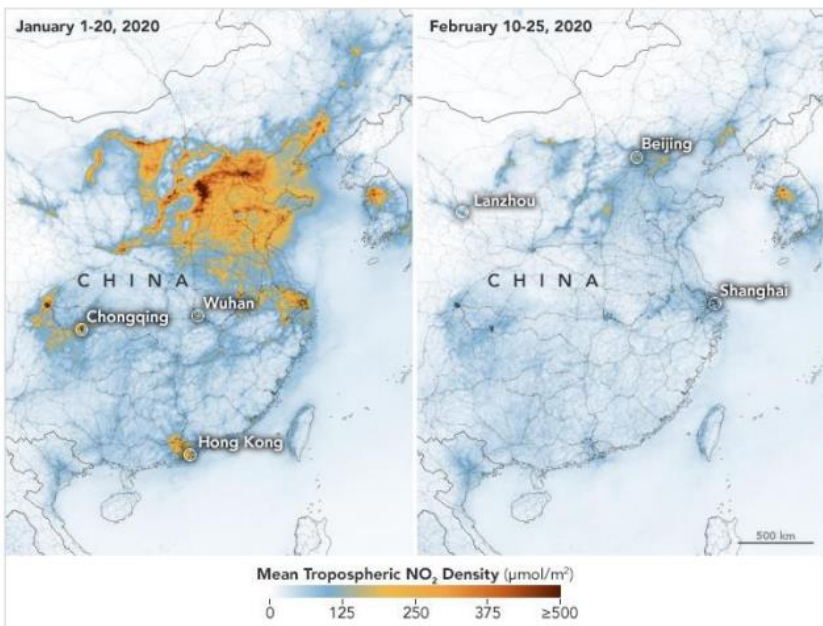 January 1-20, 2020
CHINA
Wuhan
Chongqing
Hong Kong
February 10-25, 2020
Beijing
Lanzhou
CHINA
Shanghai
500 km
Mean Tropospheric NO₂ Density (μmol/m²)
0 125 250 375 ≥500